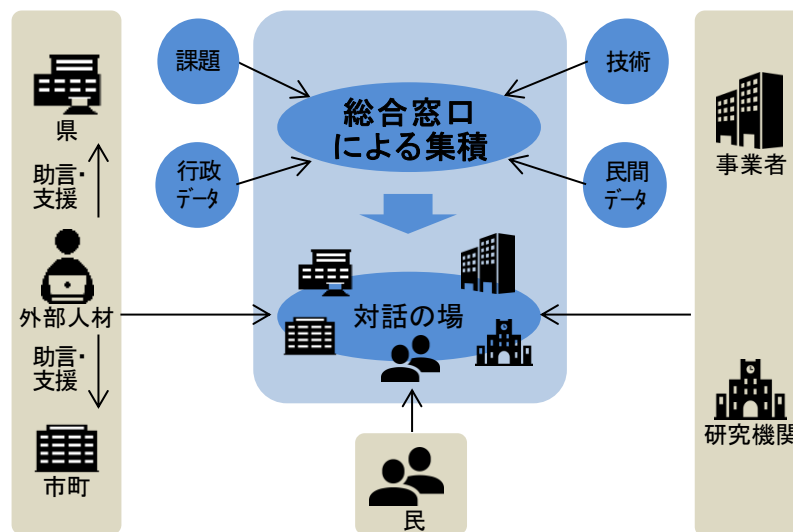 課題
技術
総合窓口
による集積
行政
データ
民間
データ
県
助言・
支援
外部人材
助言・
支援
市町
対話の場
事業者
研究機関
民